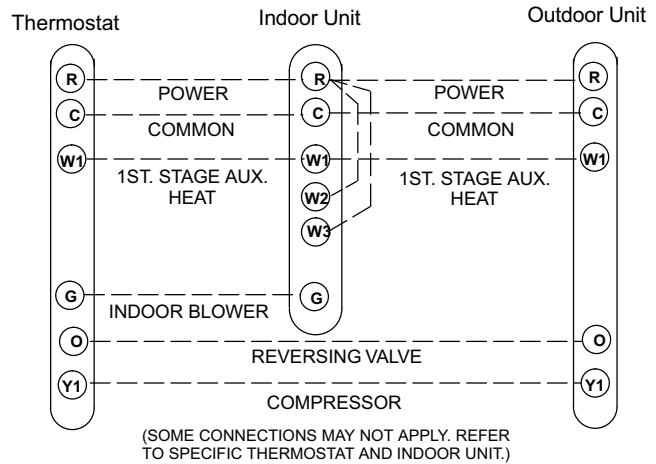 Thermostat
Indoor Unit
Outdoor Unit
R
R
R
POWER
POWER
C
C
C
COMMON
COMMON
W1
W1
W1
1ST. STAGE AUX.
HEAT
1ST. STAGE AUX.
HEAT
W2
W3
G
G
INDOOR BLOWER
O
O
REVERSING VALVE
Y1
Y1
COMPRESSOR
(SOME CONNECTIONS MAY NOT APPLY. REFER
TO SPECIFIC THERMOSTAT AND INDOOR UNIT.)